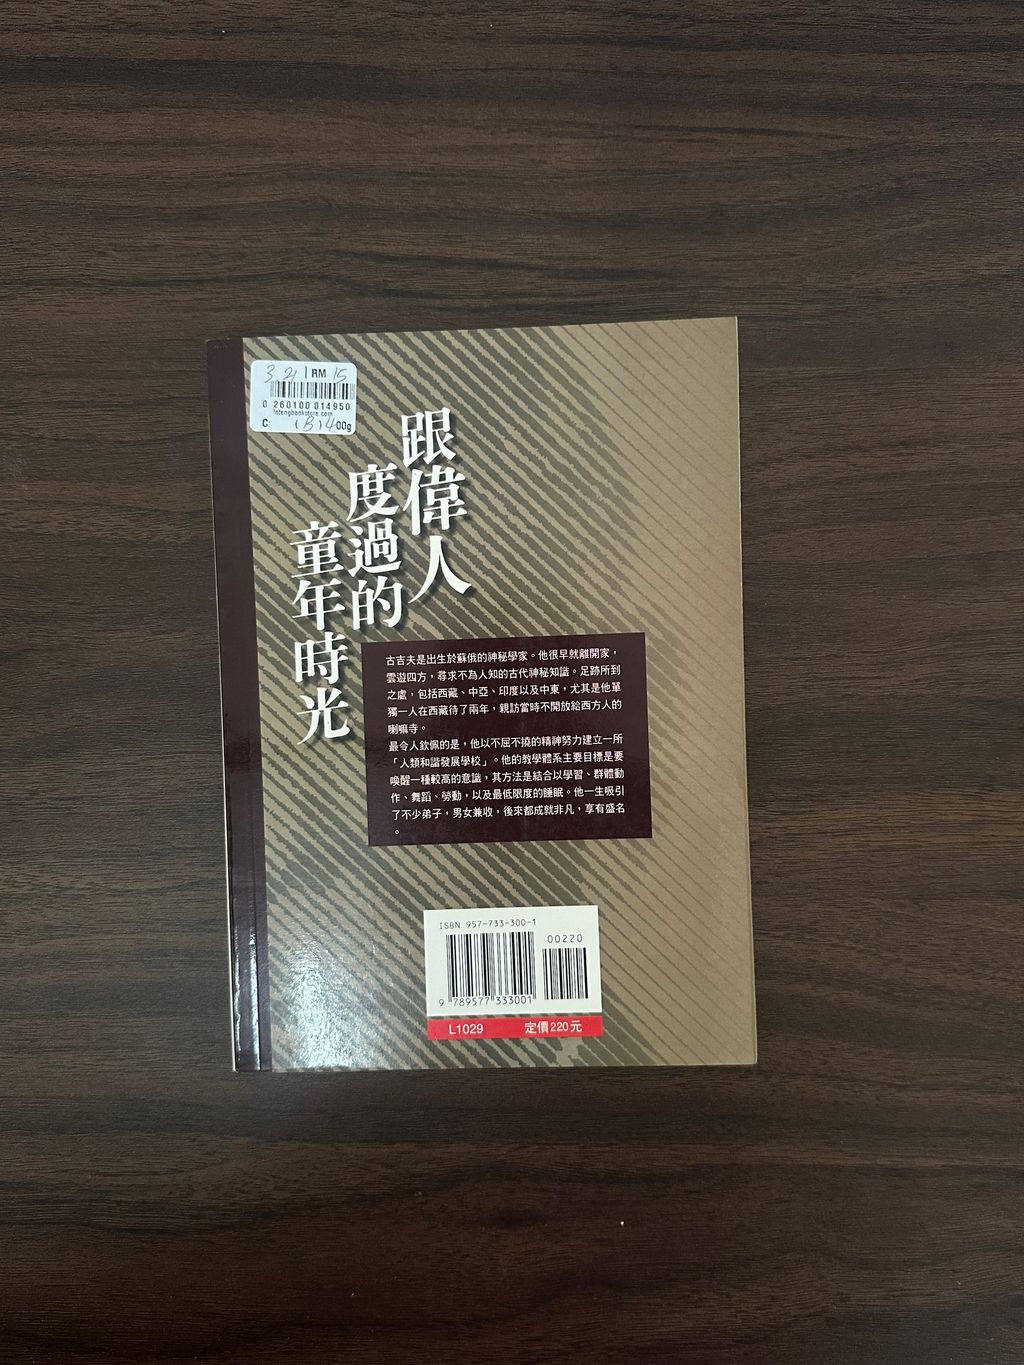 3 21 RM 15
0 260100 014950
fotengbookstore.com
C: (B) 4.00g
跟偉人
度過的
童年時光
古吉夫是出生於蘇俄的神秘學家。他很早就離開家，
雲遊四方，尋求不為人知的古代神秘知識。足跡所到
之處，包括西藏、中亞、印度以及中東，尤其是他單
獨一人在西藏待了兩年，親訪當時不開放給西方人的
喇嘛寺。
最令人欽佩的是，他以不屈不撓的精神努力建立一所
「人類和諧發展學校」。他的教學體系主要目標是要
喚醒一種較高的意識，其方法是結合以學習、群體動
作、舞蹈、勞動，以及最低限度的睡眠。他一生吸引
了不少弟子，男女兼收，後來都成就非凡，享有盛名
。
ISBN 957-733-300-1
00220
9 789577 333001
L1029 定價220元